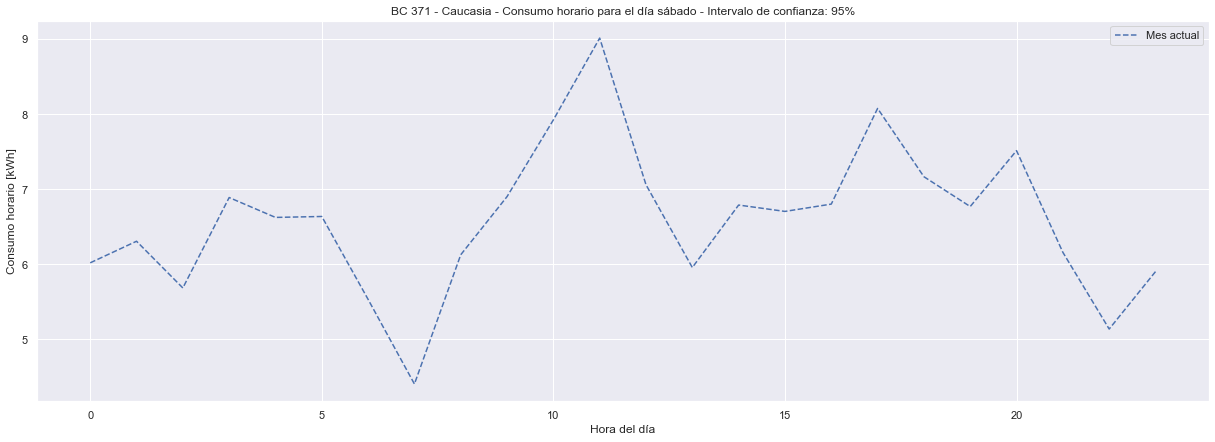 BC 371 - Caucasia - Consumo horario para el día sábado - Intervalo de confianza: 95%
Mes actual
Consumo horario [kWh]
9
8
7
6
5
0 5 10 15 20
Hora del día